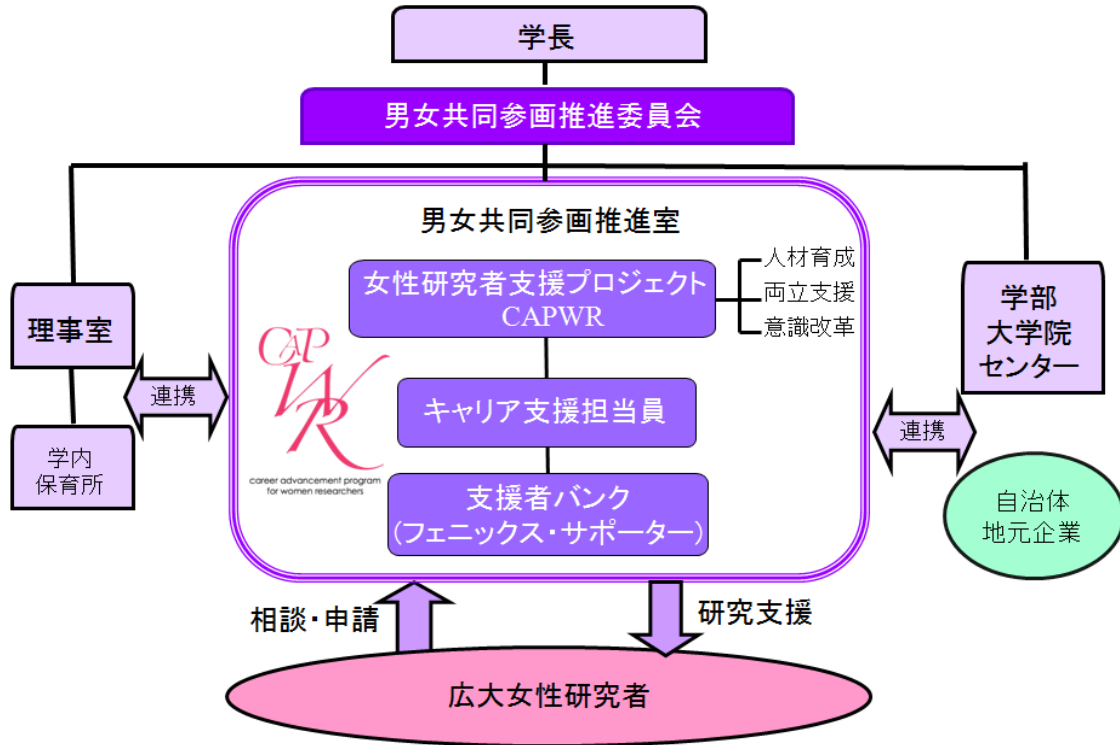 学長
男女共同参画推進委員会
男女共同参画推進室
女性研究者支援プロジェクト
CAPWR
人材育成
両立支援
意識改革
理事室
学部
大学院
センター
連携
CAP
WR
career advancement program
for women researchers
キャリア支援担当員
連携
学内
保育所
支援者バンク
(フェニックス・サポーター)
自治体
地元企業
相談・申請
研究支援
広大女性研究者